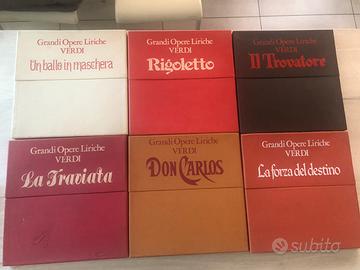 Grandi Opere Liriche
VERDI
Un ballo in maschera
Grandi Opere Liriche
VERDI
Rigoletto
Grandi Opere Liriche
VERDI
Il Trovatore
Grandi Opere Liriche
VERDI
La Traviata
Grandi Opere Liriche
VERDI
DON CARLOS
Grandi Opere Liriche
VERDI
La forza del destino
subito